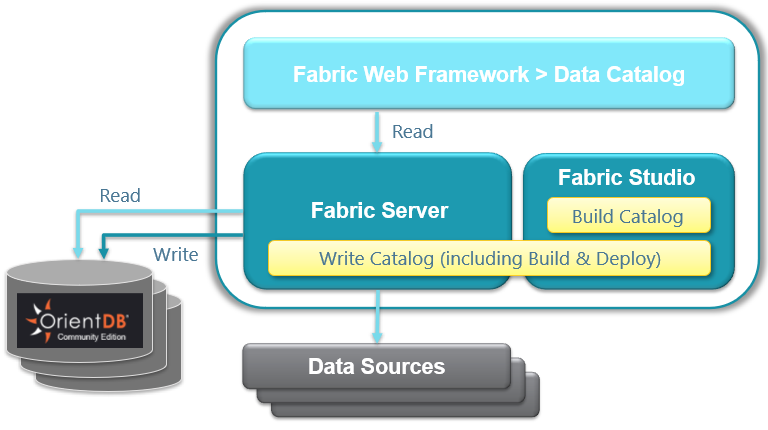 Fabric Web Framework > Data Catalog
Read
Fabric Server
Fabric Studio
Build Catalog
Write Catalog (including Build & Deploy)
Read
Write
OrientDB®
Community Edition
Data Sources